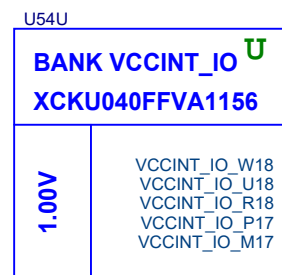 U54U
BANK VCCINT_IO U
XCKU040FFVA1156
1.00V
VCCINT_IO_W18
VCCINT_IO_U18
VCCINT_IO_R18
VCCINT_IO_P17
VCCINT_IO_M17